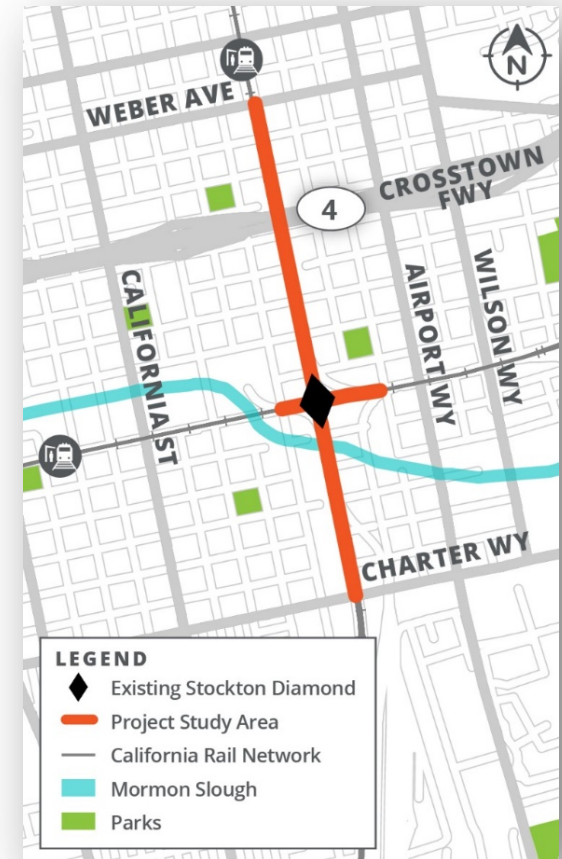 N
WEBER AVE
CROSSTOWN
FWY
4
CALIFORNIA ST
AIRPORT WY
WILSON WY
CHARTER WY
LEGEND
Existing Stockton Diamond
Project Study Area
California Rail Network
Mormon Slough
Parks